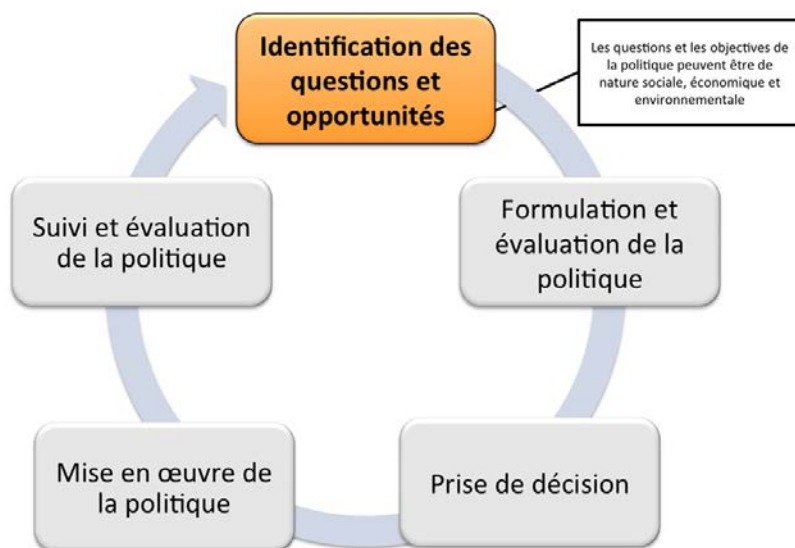 Identification des
questions et
opportunités
Les questions et les objectives de
la politique peuvent être de
nature sociale, économique et
environnementale
Formulation et
évaluation de la
politique
Prise de décision
Mise en œuvre de
la politique
Suivi et évaluation
de la politique